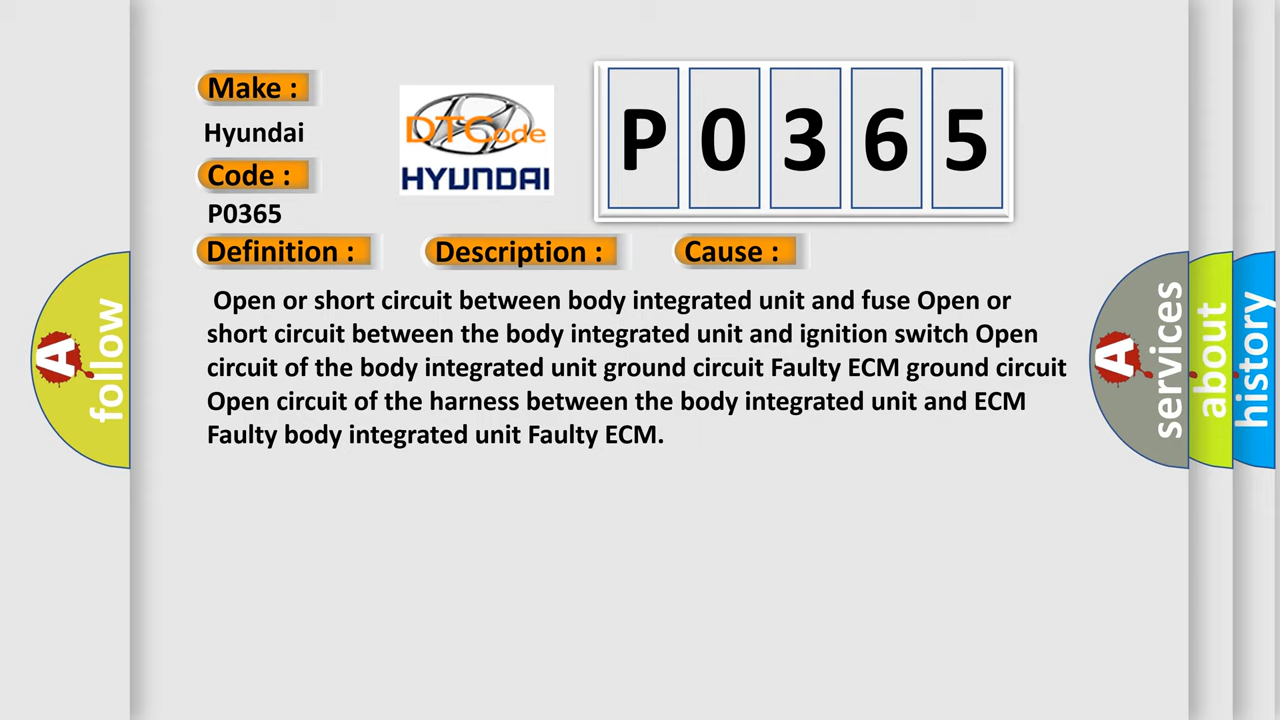 Make :
Hyundai
Code :
P0365
DTCode
HYUNDAI
P0365
Definition :
Description :
Cause :
Open or short circuit between body integrated unit and fuse Open or
short circuit between the body integrated unit and ignition switch Open
circuit of the body integrated unit ground circuit Faulty ECM ground circuit
Open circuit of the harness between the body integrated unit and ECM
Faulty body integrated unit Faulty ECM.
A
follow
A
services
about
history